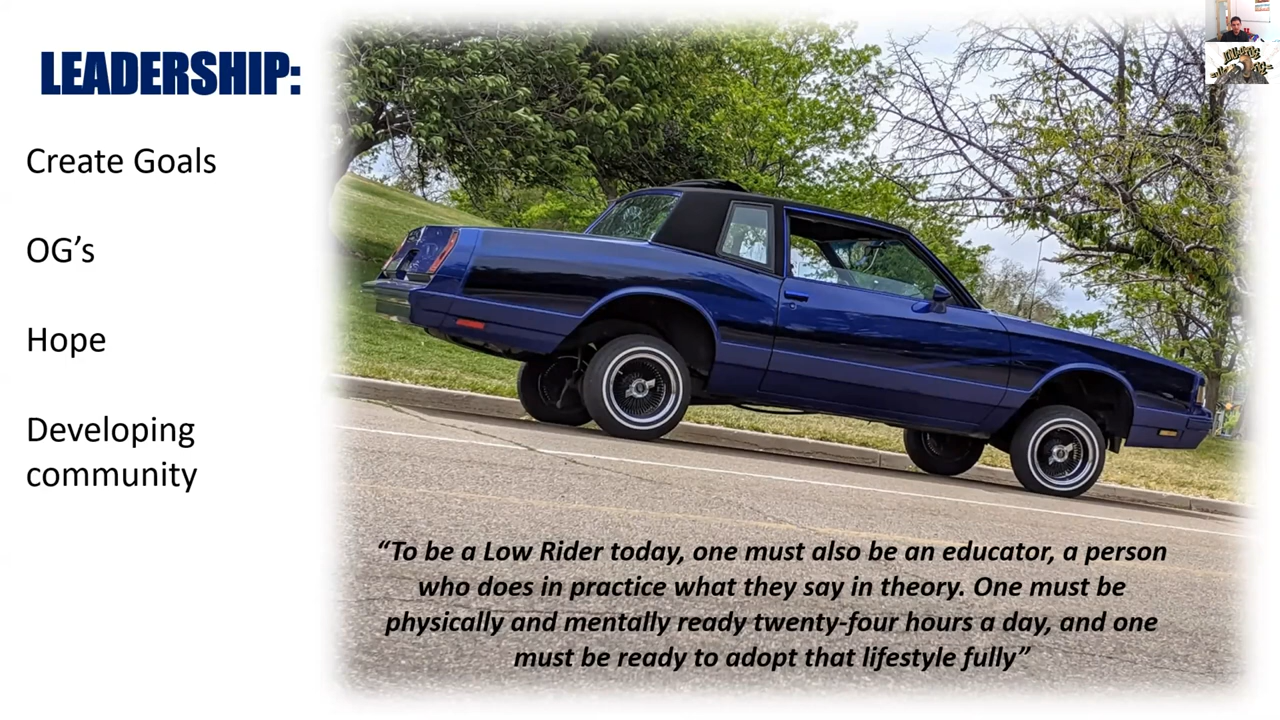 LEADERSHIP:
Create Goals
OG’s
Hope
Developing
community
“To be a Low Rider today, one must also be an educator, a person
who does in practice what they say in theory. One must be
physically and mentally ready twenty-four hours a day, and one
must be ready to adopt that lifestyle fully”